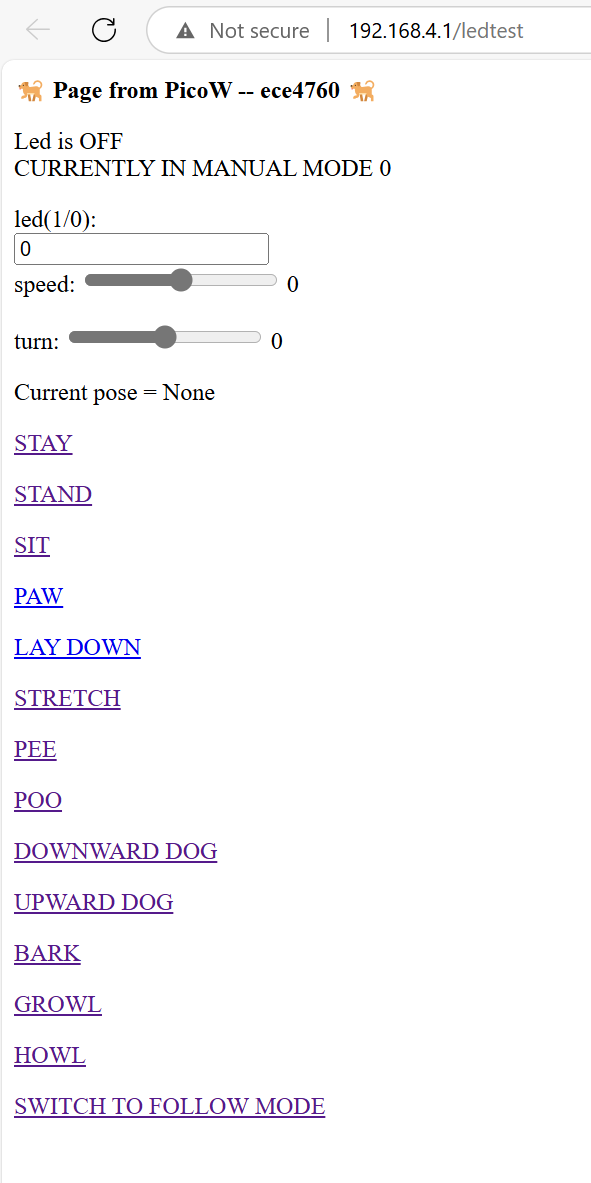 Not secure | 192.168.4.1/ledtest
Page from PicoW -- ece4760
Led is OFF
CURRENTLY IN MANUAL MODE 0
led(1/0):
0
speed: 0
turn: 0
Current pose = None
STAY
STAND
SIT
PAW
LAY DOWN
STRETCH
PEE
POO
DOWNWARD DOG
UPWARD DOG
BARK
GROWL
HOWL
SWITCH TO FOLLOW MODE